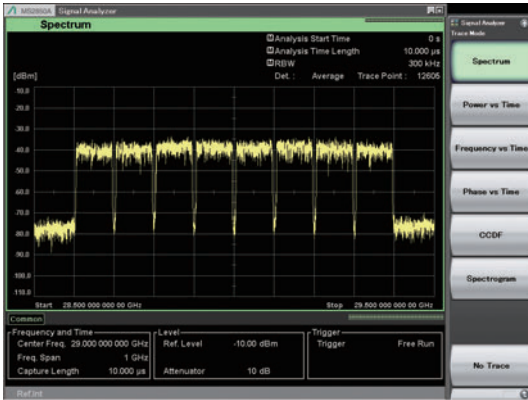 MS2850A Signal Analyzer
Spectrum
Analysis Start Time 0 s
Analysis Time Length 10.000 µs
RBW 300 kHz
Det. : Average Trace Point : 12605
[dBm]
-10.0
-20.0
-30.0
-40.0
-50.0
-60.0
-70.0
-80.0
-90.0
-100.0
-110.0
Start 28.500 000 000 00 GHz Stop 29.500 000 000 00 GHz
Common
Frequency and Time
Center Freq. 29.000 000 000 GHz
Freq. Span 1 GHz
Capture Length 10.000 µs
Level
Ref. Level -10.00 dBm
Attenuator 10 dB
Trigger
Trigger Free Run
Ref.Int
Signal Analyzer
Trace Mode
Spectrum
Power vs Time
Frequency vs Time
Phase vs Time
CCDF
Spectrogram
No Trace